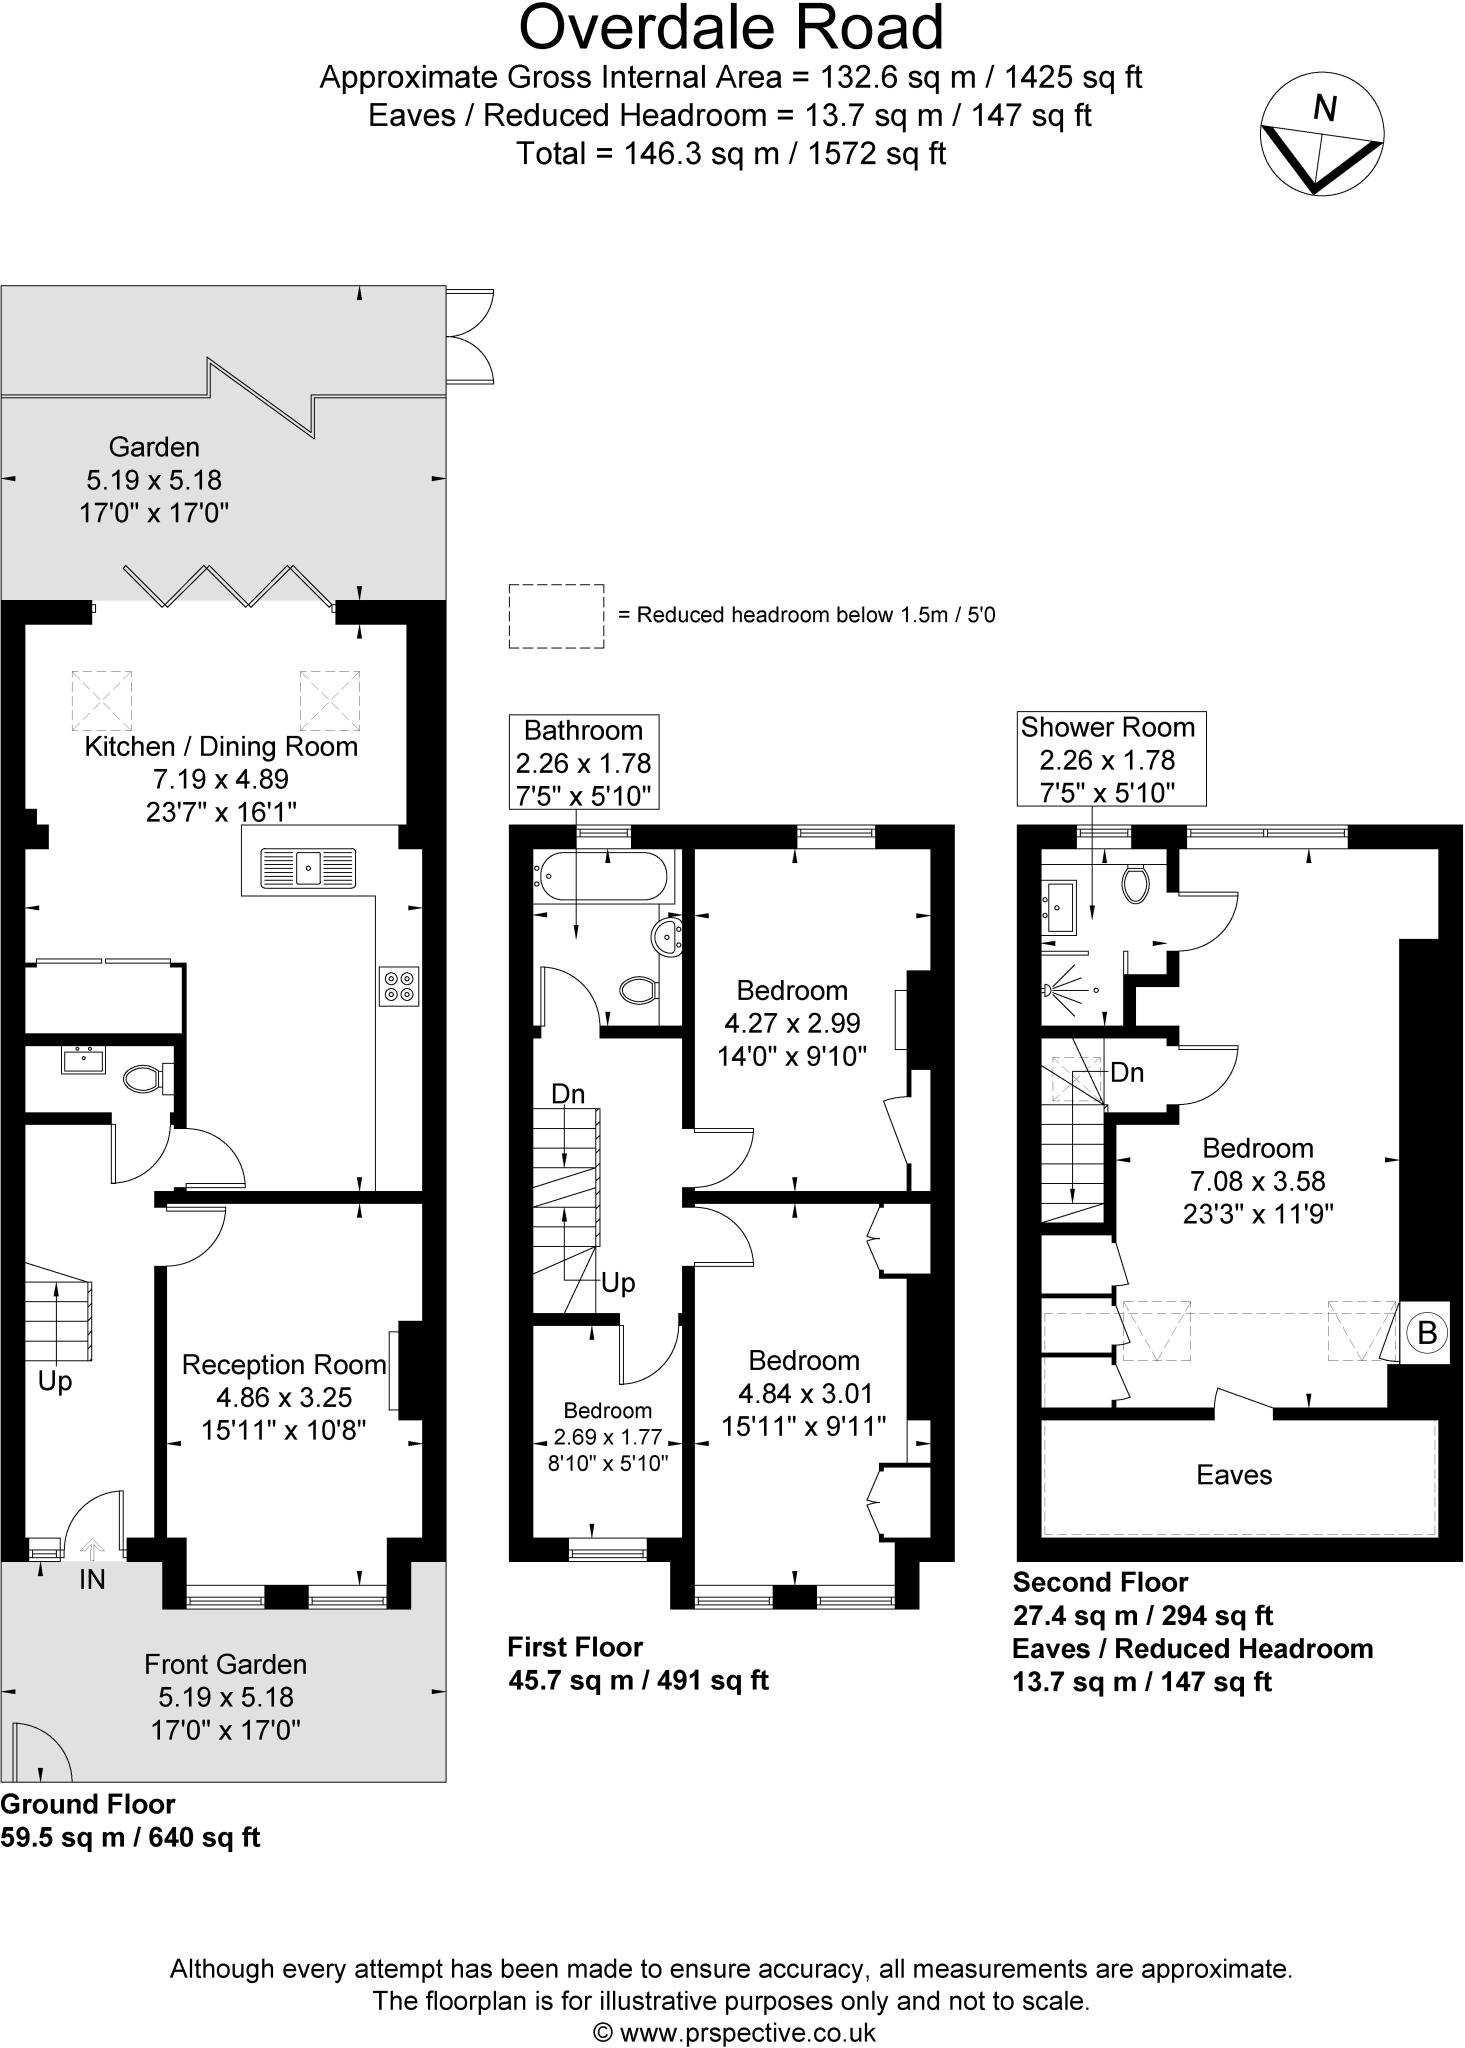 Overdale Road
Approximate Gross Internal Area = 132.6 sq m / 1425 sq ft
Eaves / Reduced Headroom = 13.7 sq m / 147 sq ft
Total = 146.3 sq m / 1572 sq ft
N
Garden
5.19 x 5.18
17'0" x 17'0"
= Reduced headroom below 1.5m / 5'0
Kitchen / Dining Room
7.19 x 4.89
23'7" x 16'1"
Up
Reception Room
4.86 x 3.25
15'11" x 10'8"
IN
Front Garden
5.19 x 5.18
17'0" x 17'0"
Ground Floor
59.5 sq m / 640 sq ft
Bathroom
2.26 x 1.78
7'5" x 5'10"
Bedroom
4.27 x 2.99
14'0" x 9'10"
Dn
Up
Bedroom
4.84 x 3.01
15'11" x 9'11"
Bedroom
2.69 x 1.77
8'10" x 5'10"
First Floor
45.7 sq m / 491 sq ft
Shower Room
2.26 x 1.78
7'5" x 5'10"
Dn
Bedroom
7.08 x 3.58
23'3" x 11'9"
B
Eaves
Second Floor
27.4 sq m / 294 sq ft
Eaves / Reduced Headroom
13.7 sq m / 147 sq ft
Although every attempt has been made to ensure accuracy, all measurements are approximate.
The floorplan is for illustrative purposes only and not to scale.
© www.prspective.co.uk